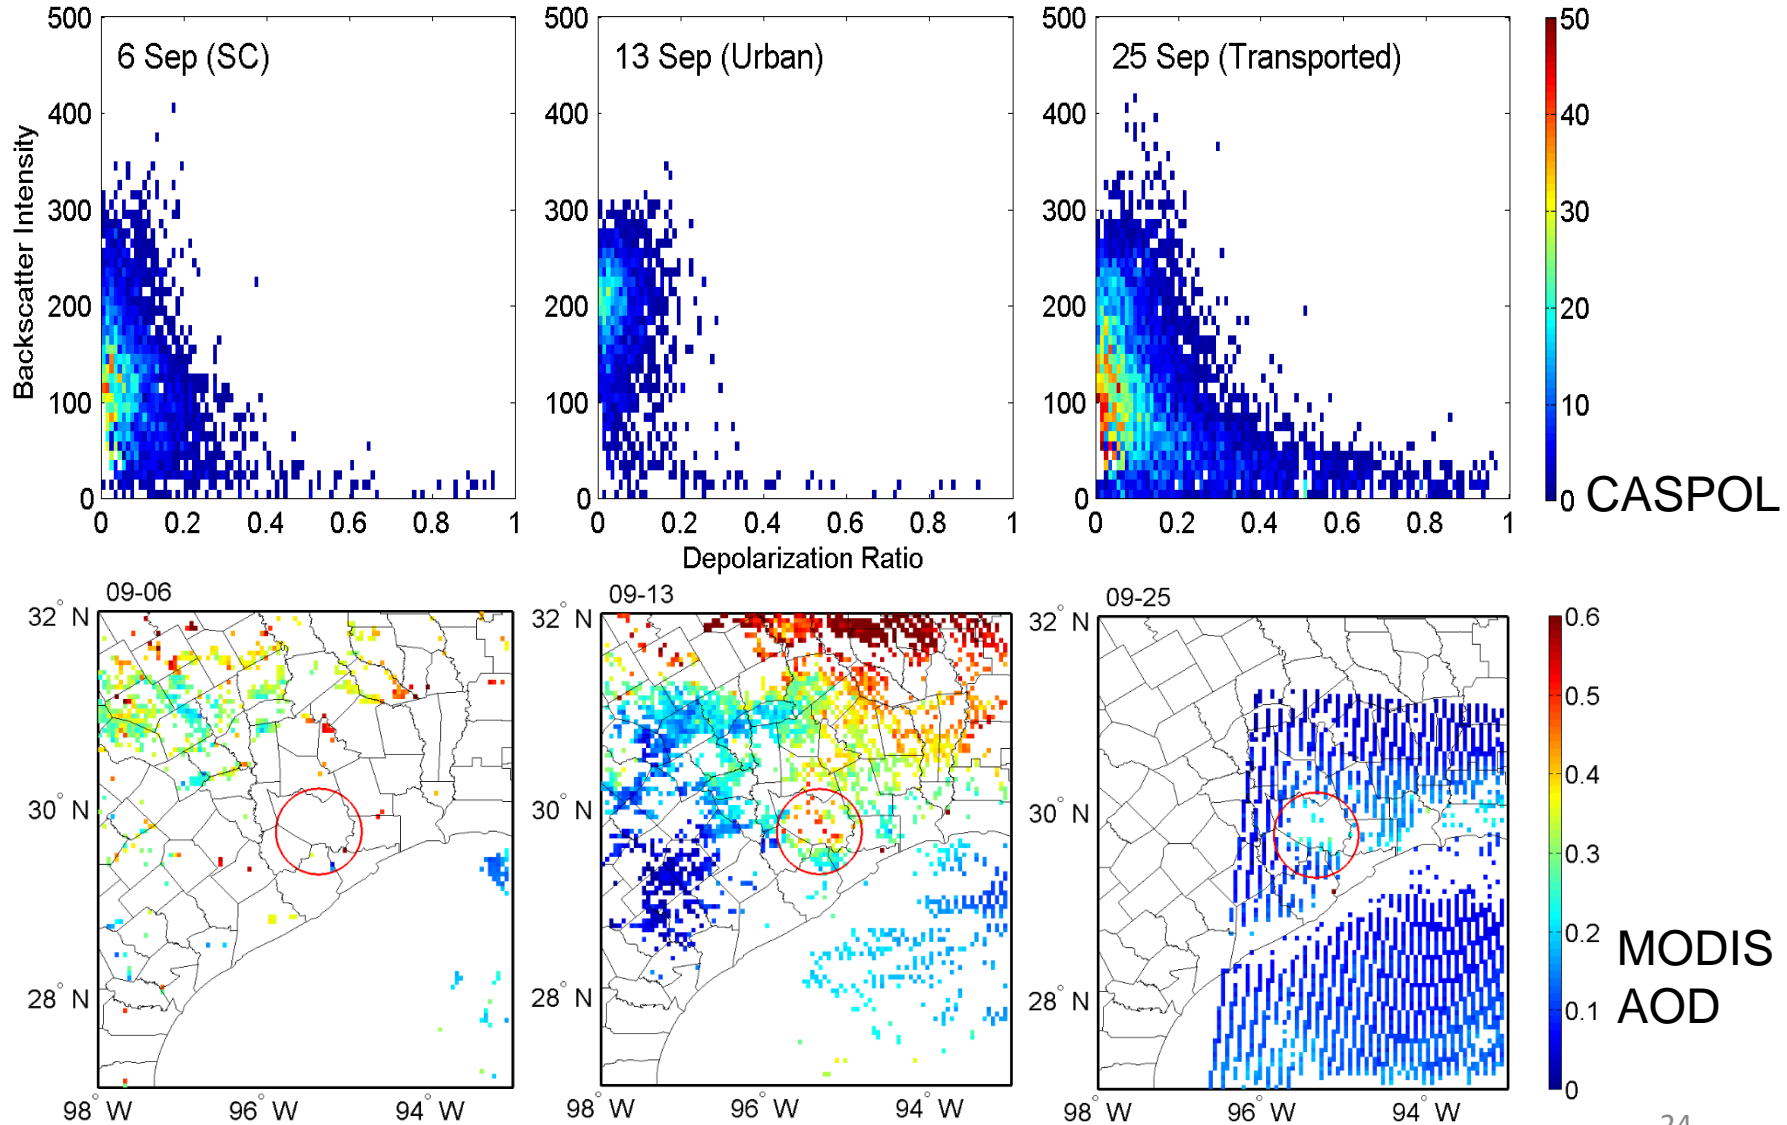 6 Sep (SC)
13 Sep (Urban)
25 Sep (Transported)
500
400
300
200
100
0
500
400
300
200
100
0
500
400
300
200
100
0
50
40
30
20
10
0
CASPOL
Backscatter Intensity
0 0.2 0.4 0.6 0.8 1
0 0.2 0.4 0.6 0.8 1
0 0.2 0.4 0.6 0.8 1
Depolarization Ratio
09-06
09-13
09-25
32° N
30° N
28° N
32° N
30° N
28° N
32° N
30° N
28° N
0.6
0.5
0.4
0.3
0.2
0.1
0
MODIS
AOD
98° W 96° W 94° W
98° W 96° W 94° W
98° W 96° W 94° W
24